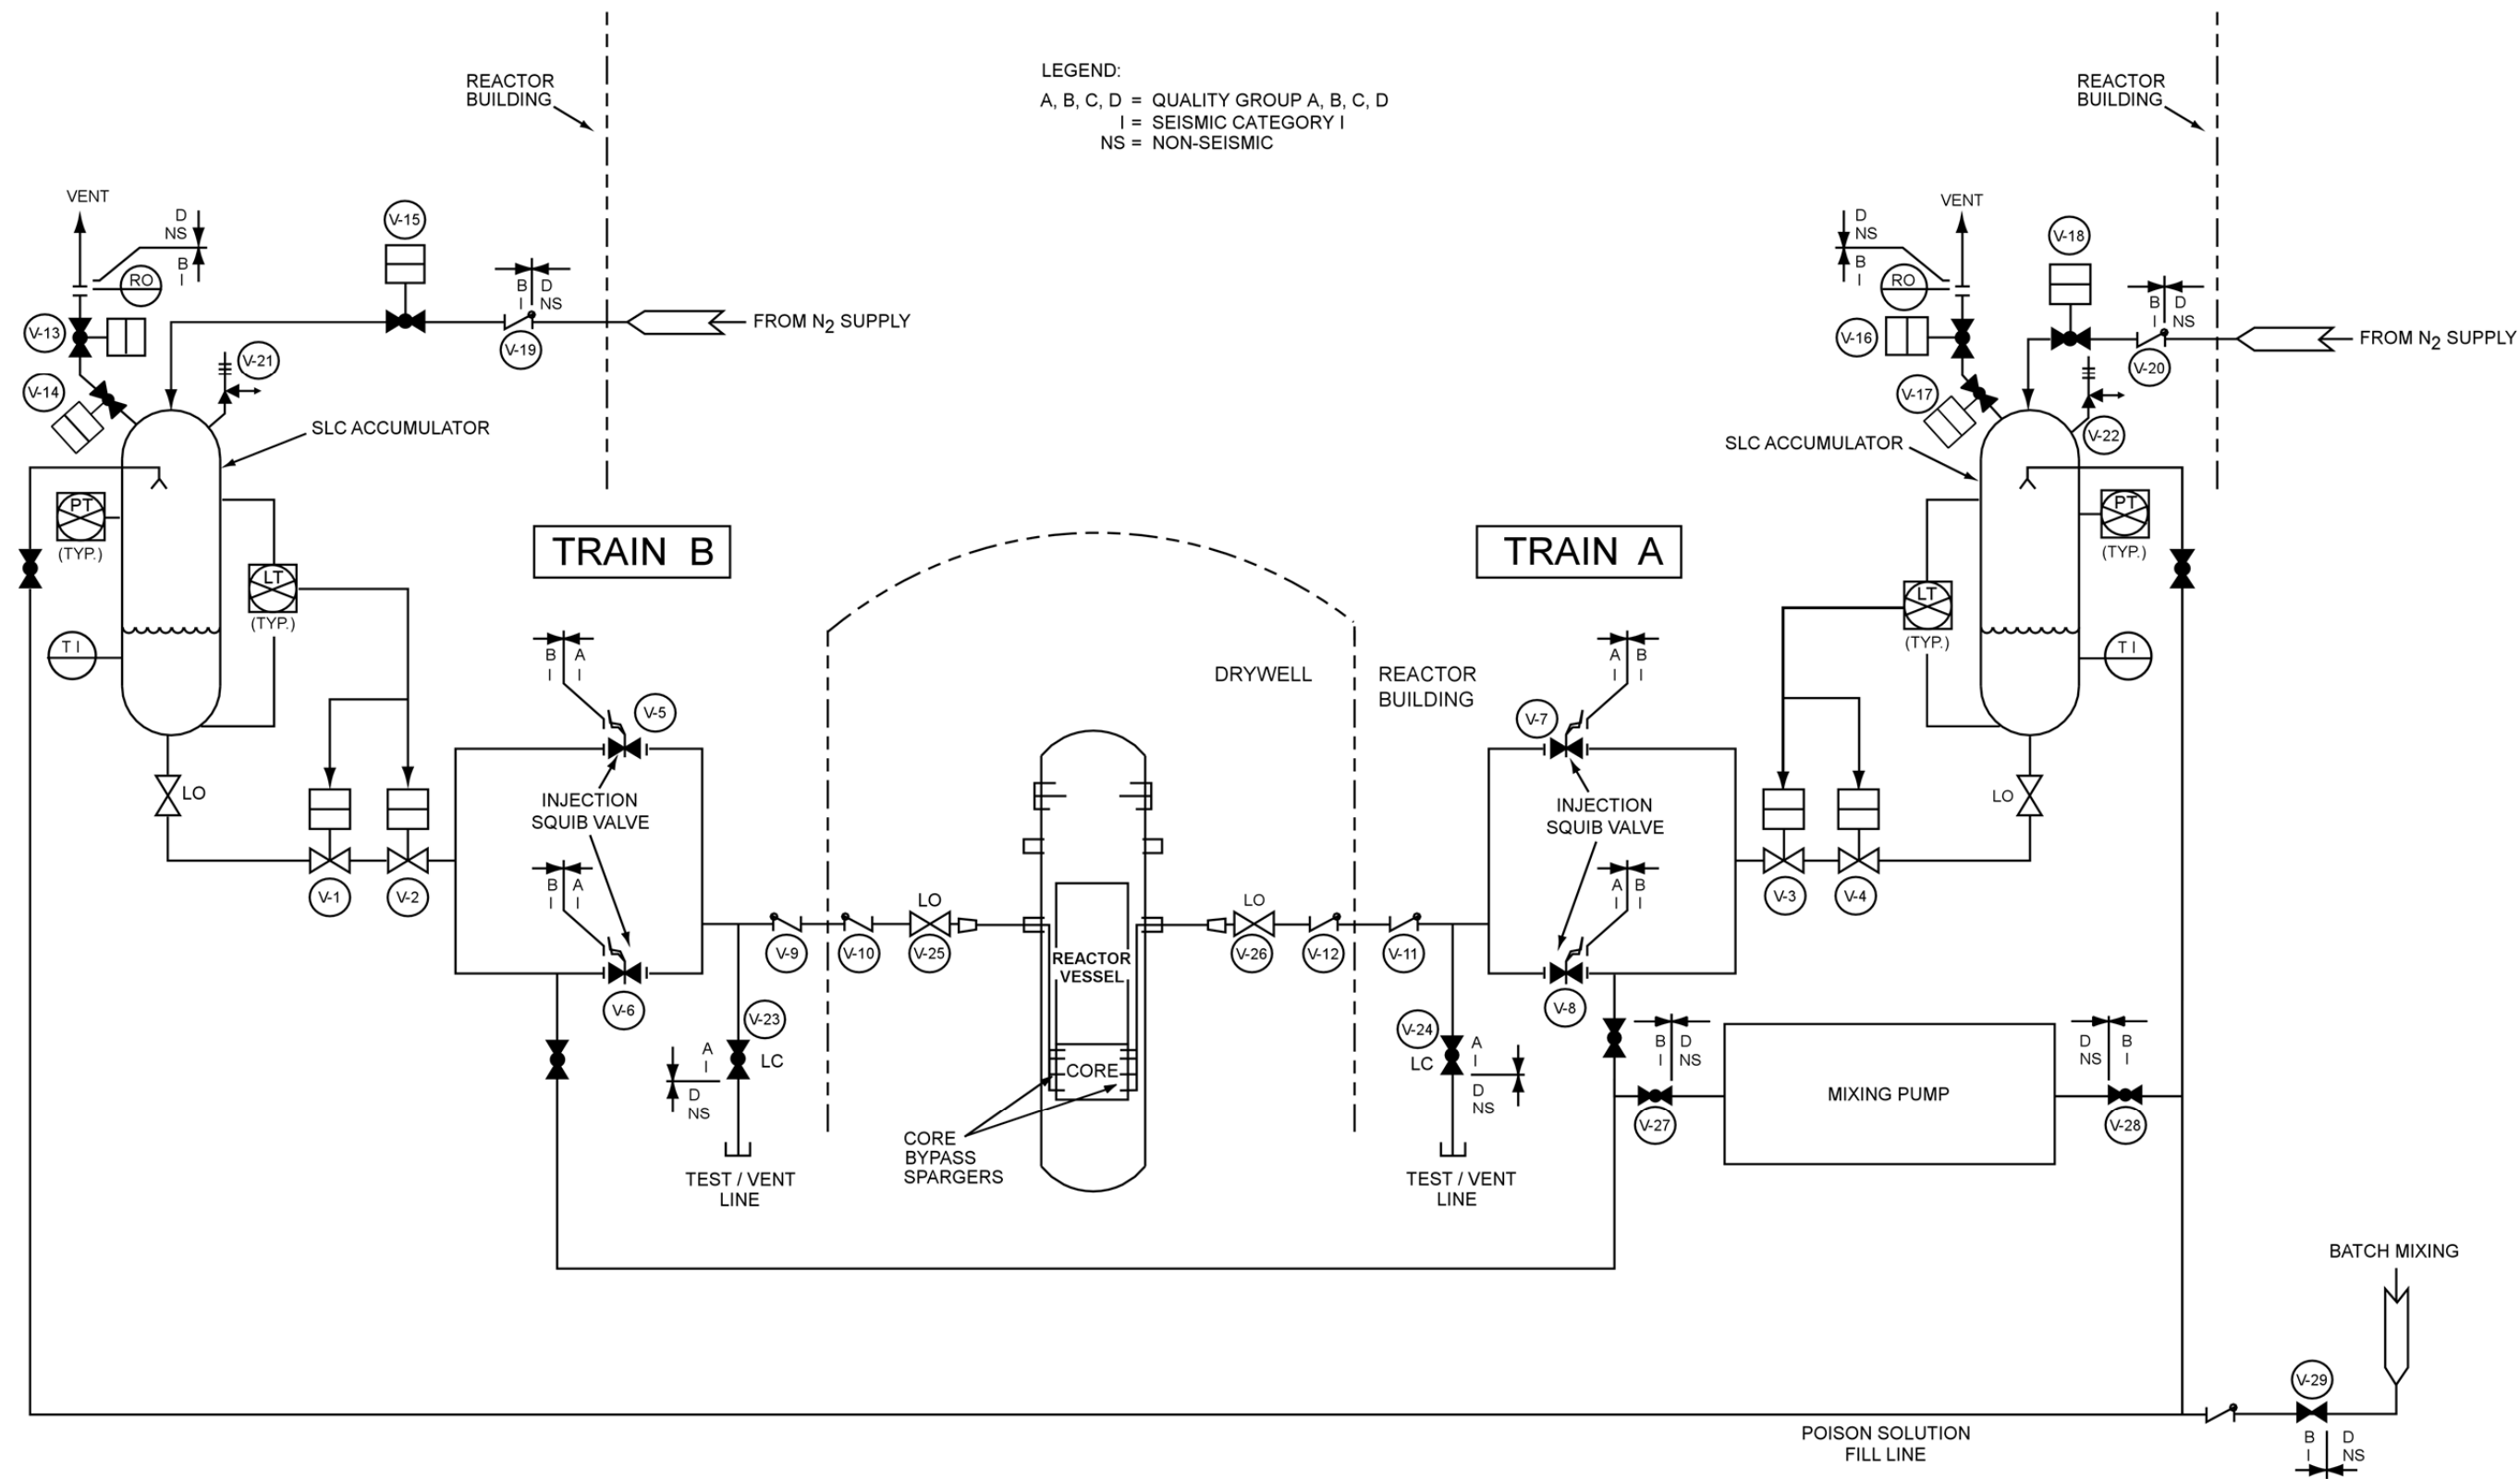 REACTOR
BUILDING
LEGEND:
A, B, C, D = QUALITY GROUP A, B, C, D
I = SEISMIC CATEGORY I
NS = NON-SEISMIC
REACTOR
BUILDING
VENT
D
NS
B
I
RO
V-13
V-14
V-15
V-21
B D
I NS
V-19
FROM N2 SUPPLY
SLC ACCUMULATOR
VENT
D
NS
B
I
RO
V-16
V-17
V-18
B D
I NS
V-20
V-22
FROM N2 SUPPLY
SLC ACCUMULATOR
PT
(TYP.)
LT
(TYP.)
T I
TRAIN B
TRAIN A
PT
(TYP.)
LT
(TYP.)
T I
B A
I I
V-5
INJECTION
SQUIB VALVE
B A
I I
V-6
LO
V-1
V-2
DRYWELL
REACTOR
BUILDING
A B
I I
V-7
INJECTION
SQUIB VALVE
A B
I I
V-8
LO
V-3
V-4
V-9
V-10
LO
V-25
REACTOR
VESSEL
CORE
LO
V-26
V-12
V-11
V-23
LC
A
I
D
NS
TEST / VENT
LINE
CORE
BYPASS
SPARGERS
V-24
LC
A
I
D
NS
TEST / VENT
LINE
B D
I NS
V-27
MIXING PUMP
D B
NS I
V-28
BATCH MIXING
V-29
B D
I NS
POISON SOLUTION
FILL LINE